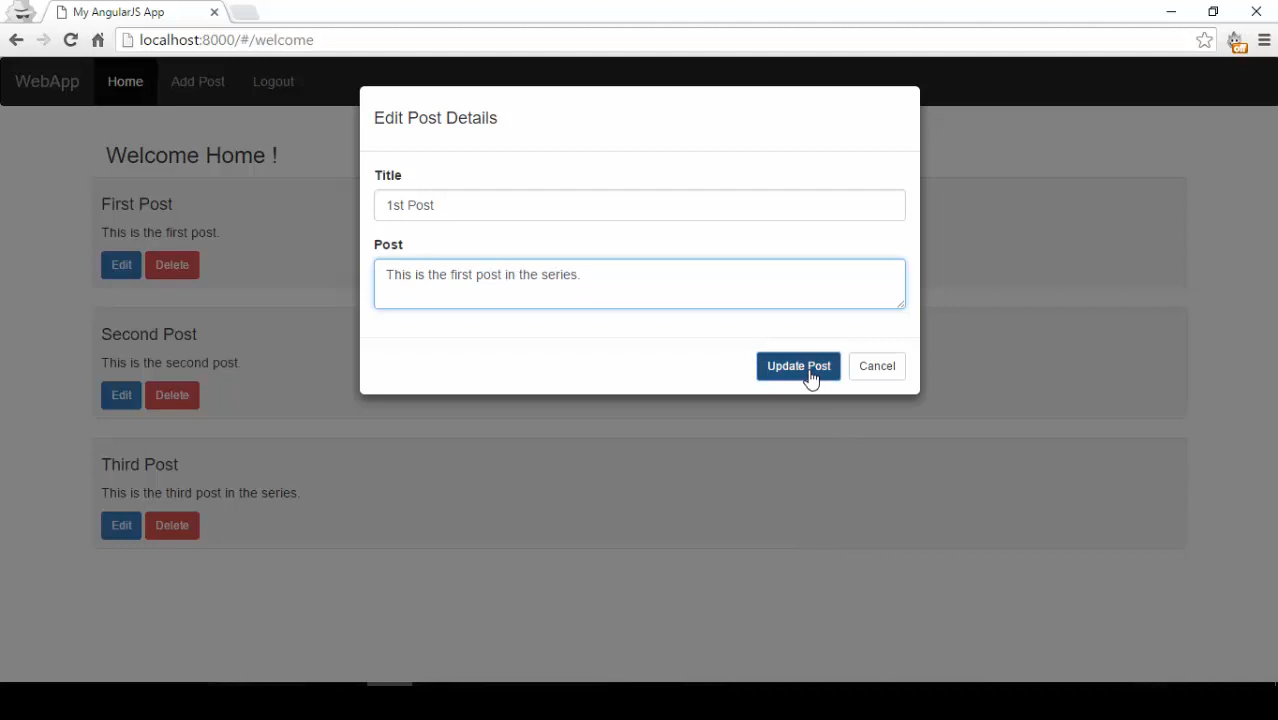 My AngularJS App
localhost:8000/#/welcome
off
WebApp Home Add Post Logout
Edit Post Details
Title
1st Post
Post
This is the first post in the series.
Update Post Cancel
Welcome Home !
First Post
This is the first post.
Edit Delete
Second Post
This is the second post.
Edit Delete
Third Post
This is the third post in the series.
Edit Delete